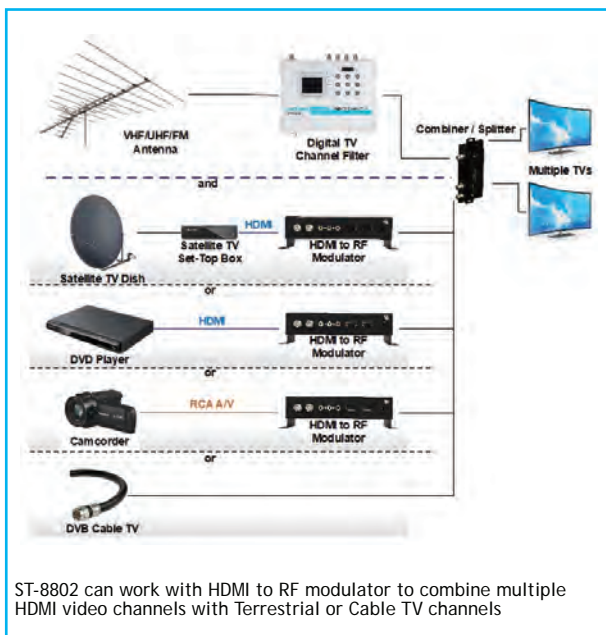 VHF/UHF/FM
Antenna
Digital TV
Channel Filter
Combiner / Splitter
Multiple TVs
and
HDMI
Satellite TV Dish
Satellite TV
Set-Top Box
HDMI to RF
Modulator
or
HDMI
DVD Player
HDMI to RF
Modulator
or
RCA A/V
Camcorder
HDMI to RF
Modulator
or
DVB Cable TV
ST-8802 can work with HDMI to RF modulator to combine multiple
HDMI video channels with Terrestrial or Cable TV channels